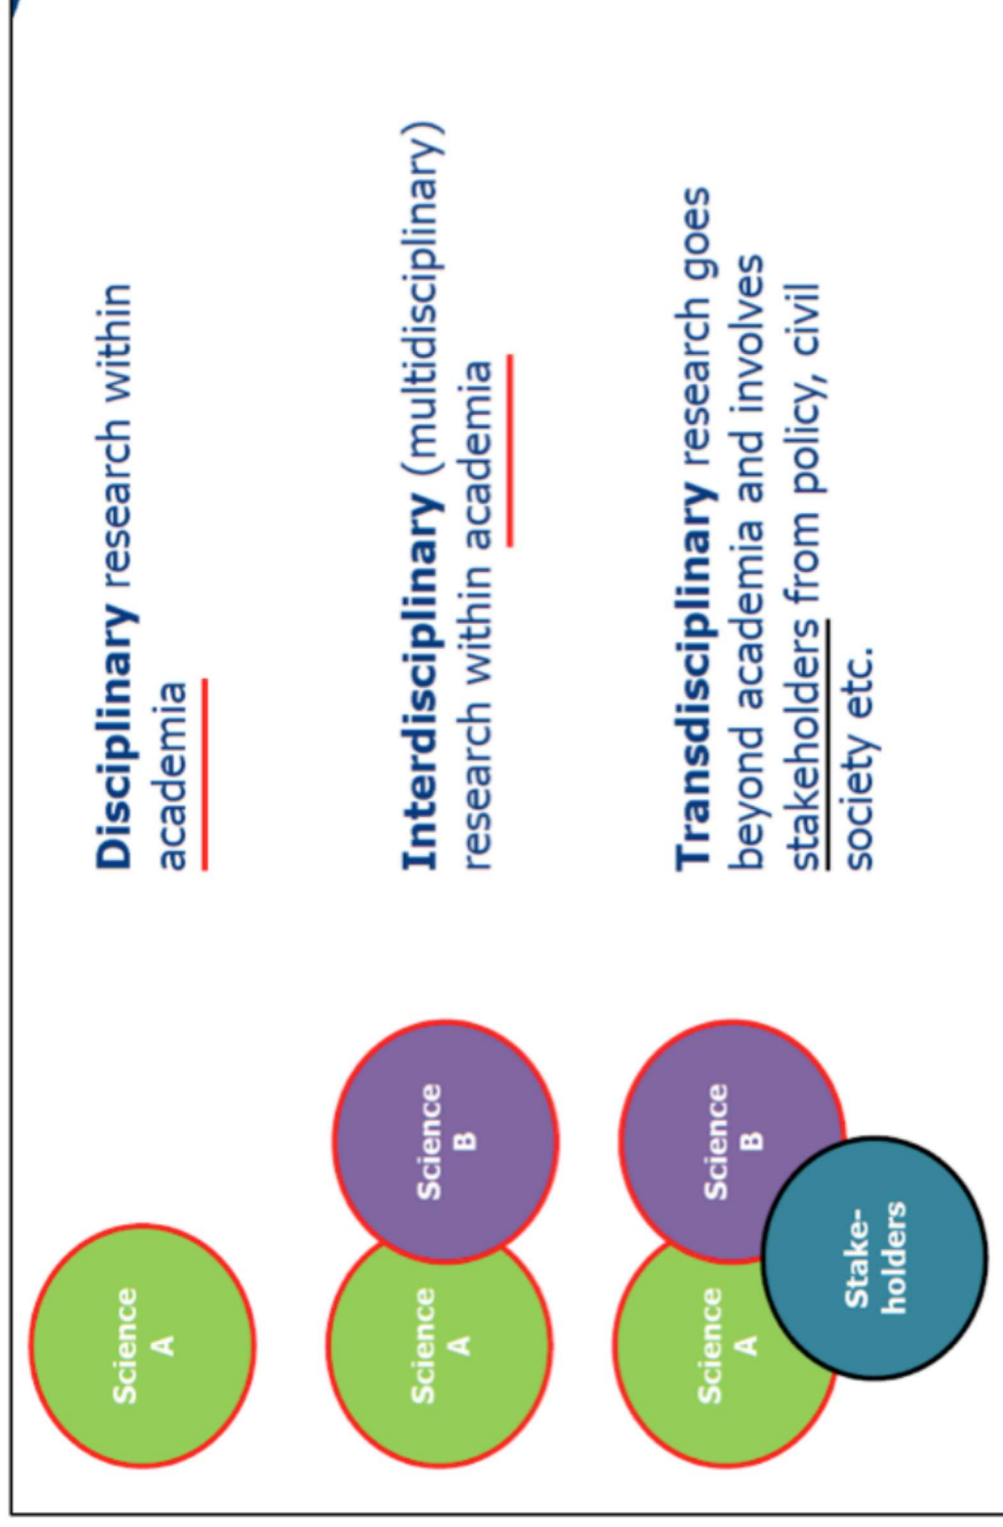 Science
A
Disciplinary research within
academia
Science
A
Science
B
Interdisciplinary (multidisciplinary)
research within academia
Science
A
Science
B
Stake-
holders
Transdisciplinary research goes
beyond academia and involves
stakeholders from policy, civil
society etc.